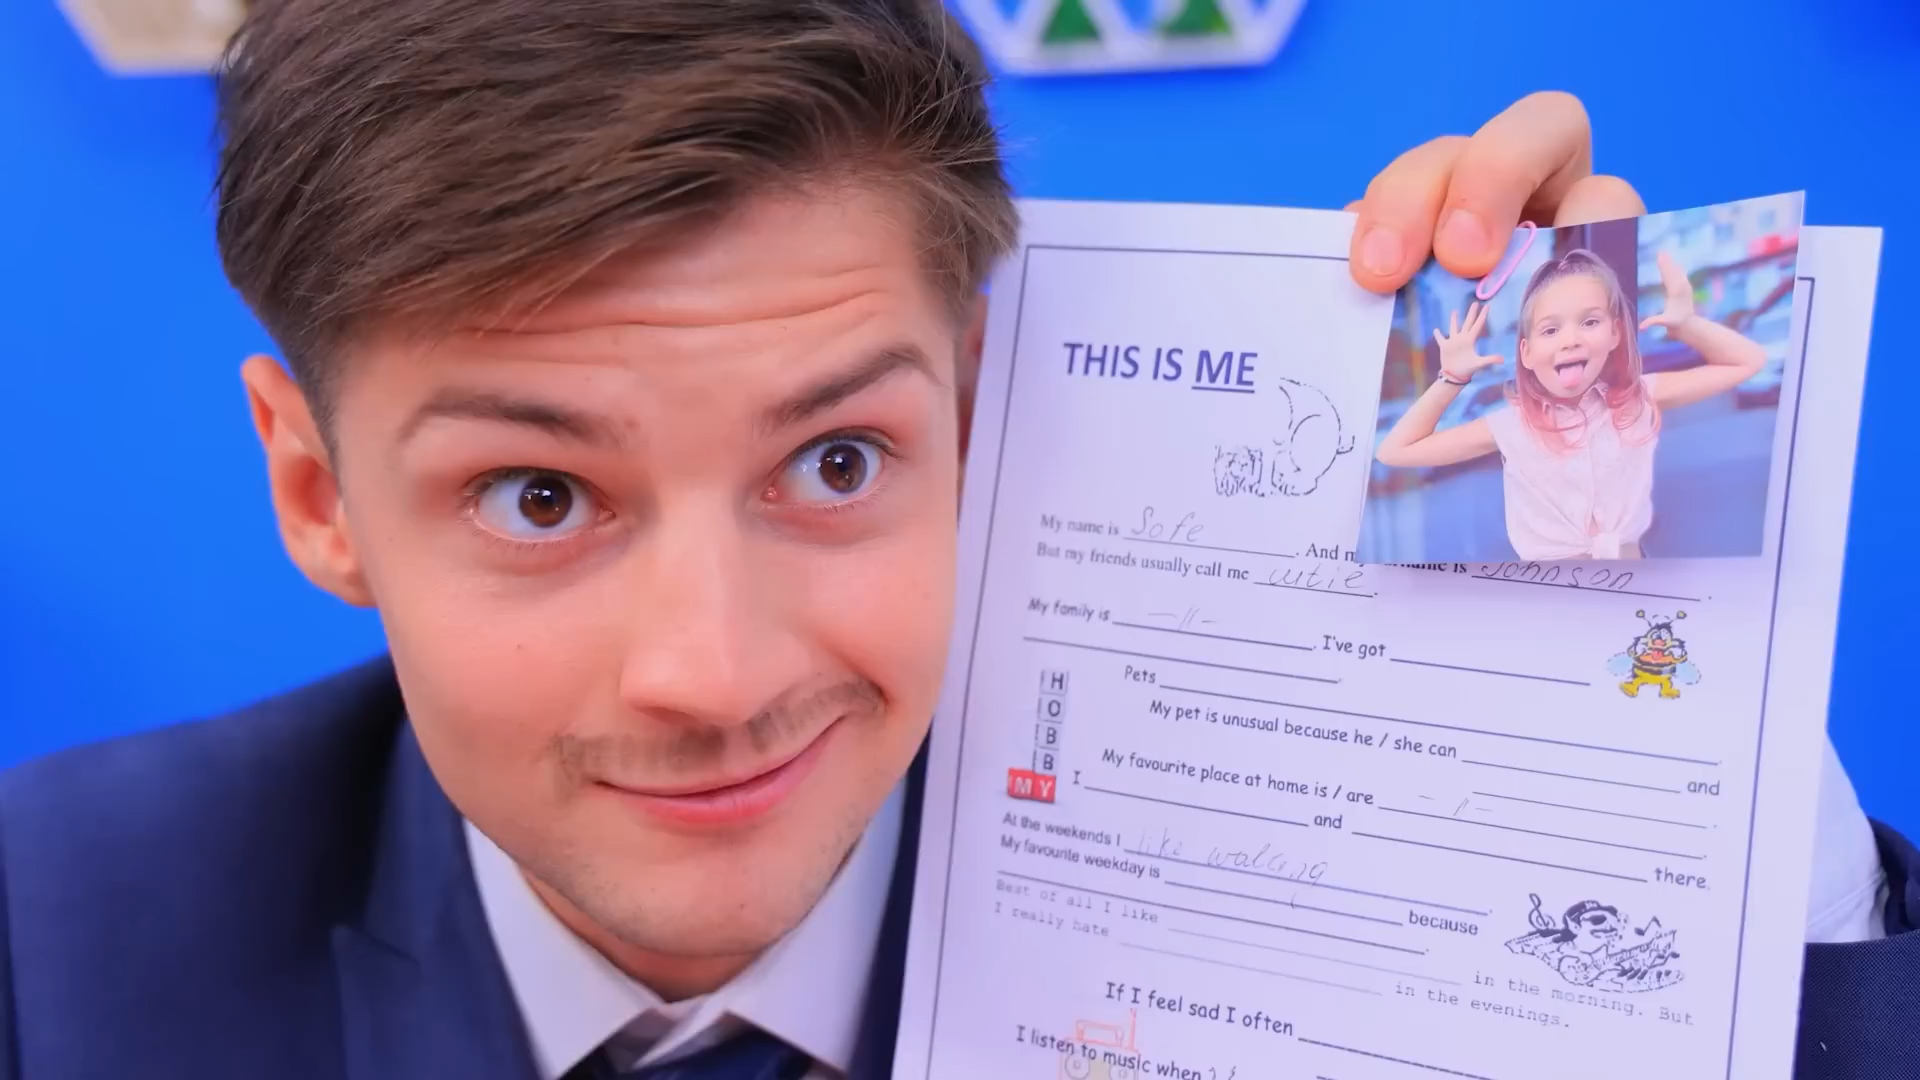 THIS IS ME
My name is Sofe. And m name is Johnson.
But my friends usually call me cutie.
My family is -//-. I've got
Pets
My pet is unusual because he / she can
and
H
O
B
B
MY
My favourite place at home is / are -//-.
I and there.
At the weekends I like walking.
My favourite weekday is because
Best of all I like in the morning. But
I really hate in the evenings.
If I feel sad I often
I listen to music when